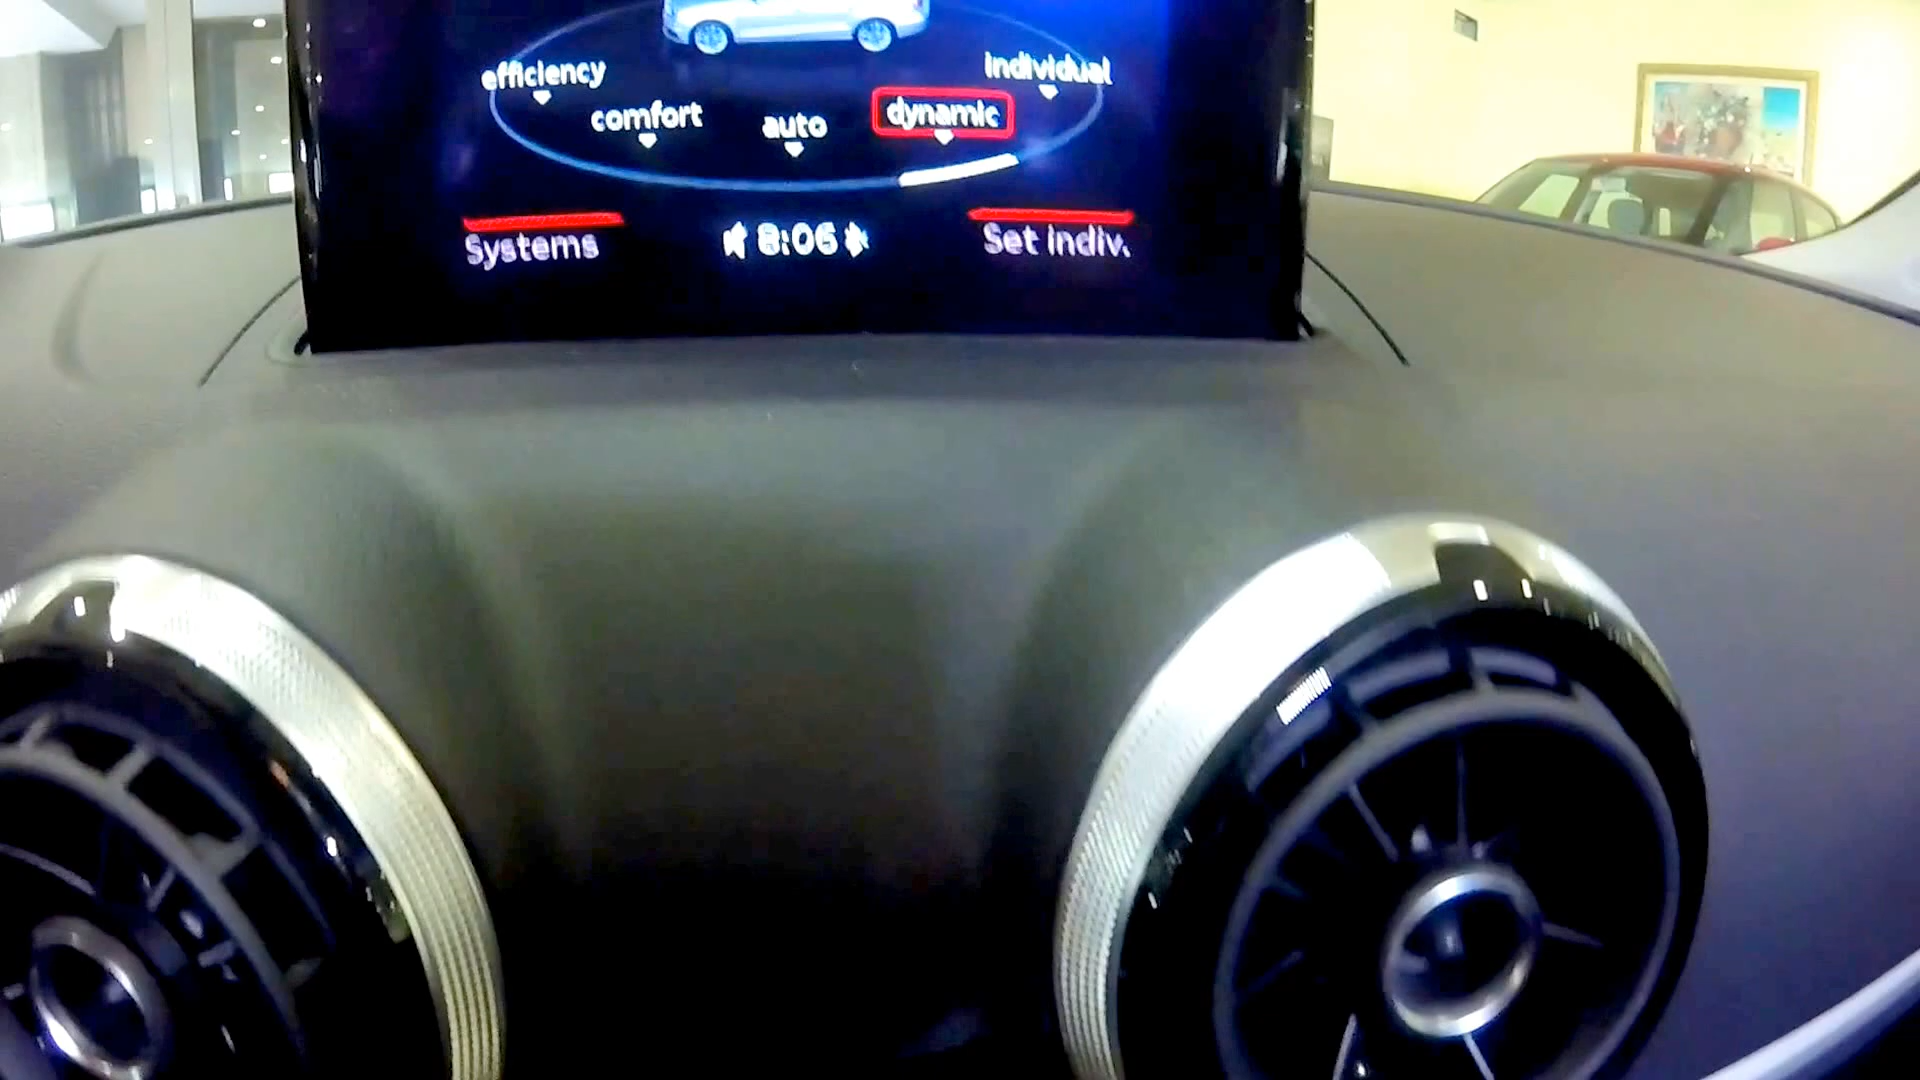 efficiency
comfort
auto
dynamic
individual
Systems
8:06
Set indiv.